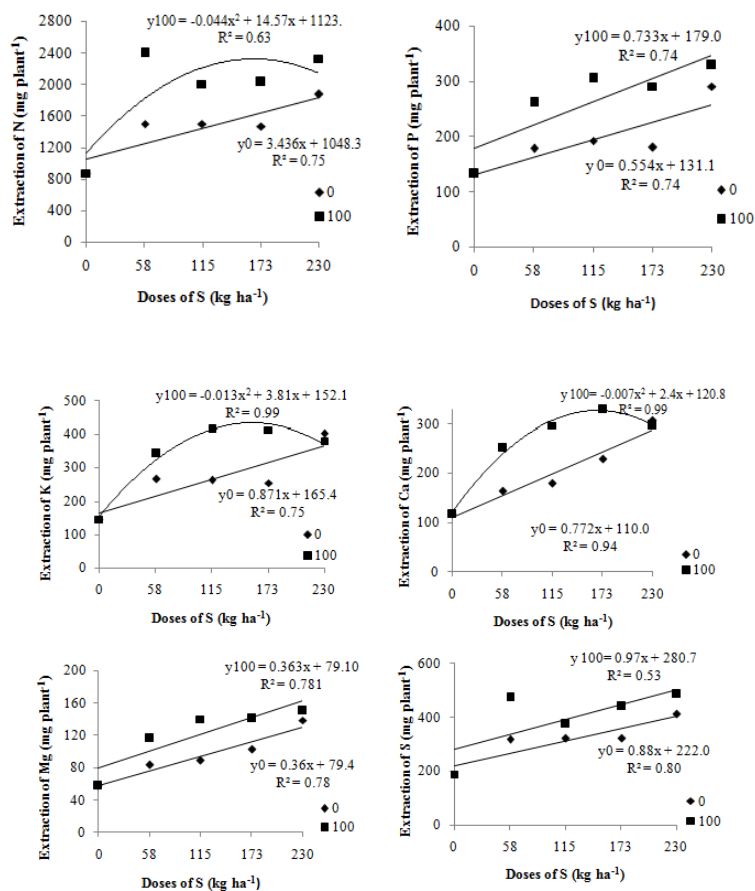 y100 = -0.044x² + 14.57x + 1123.
R² = 0.63
Extraction of N (mg plant⁻¹)
2800
2400
2000
1600
1200
800
400
0
y0 = 3.436x + 1048.3
R² = 0.75
0
100
0 58 115 173 230
Doses of S (kg ha⁻¹)
y100 = 0.733x + 179.0
R² = 0.74
Extraction of P (mg plant⁻¹)
400
300
200
100
0
y 0= 0.554x + 131.1
R² = 0.74
0
100
0 58 115 173 230
Doses of S (kg ha⁻¹)
y100 = -0.013x² + 3.81x + 152.1
R² = 0.99
Extraction of K (mg plant⁻¹)
500
400
300
200
100
0
y0 = 0.871x + 165.4
R² = 0.75
0
100
0 58 115 173 230
Doses of S (kg ha⁻¹)
y100= -0.007x² + 2.4x + 120.8
R² = 0.99
Extraction of Ca (mg plant⁻¹)
300
200
100
0
y0 = 0.772x + 110.0
R² = 0.94
0
100
0 58 115 173 230
Doses of S (kg ha⁻¹)
y100 = 0.363x + 79.10
R² = 0.781
Extraction of Mg (mg plant⁻¹)
200
160
120
80
40
0
y0 = 0.36x + 79.4
R² = 0.78
0
100
0 58 115 173 230
Doses of S (kg ha⁻¹)
y 100= 0.97x + 280.7
R² = 0.53
Extraction of S (mg plant⁻¹)
600
400
200
0
y0 = 0.88x + 222.0
R² = 0.80
0
100
0 58 115 173 230
Doses of S (kg ha⁻¹)